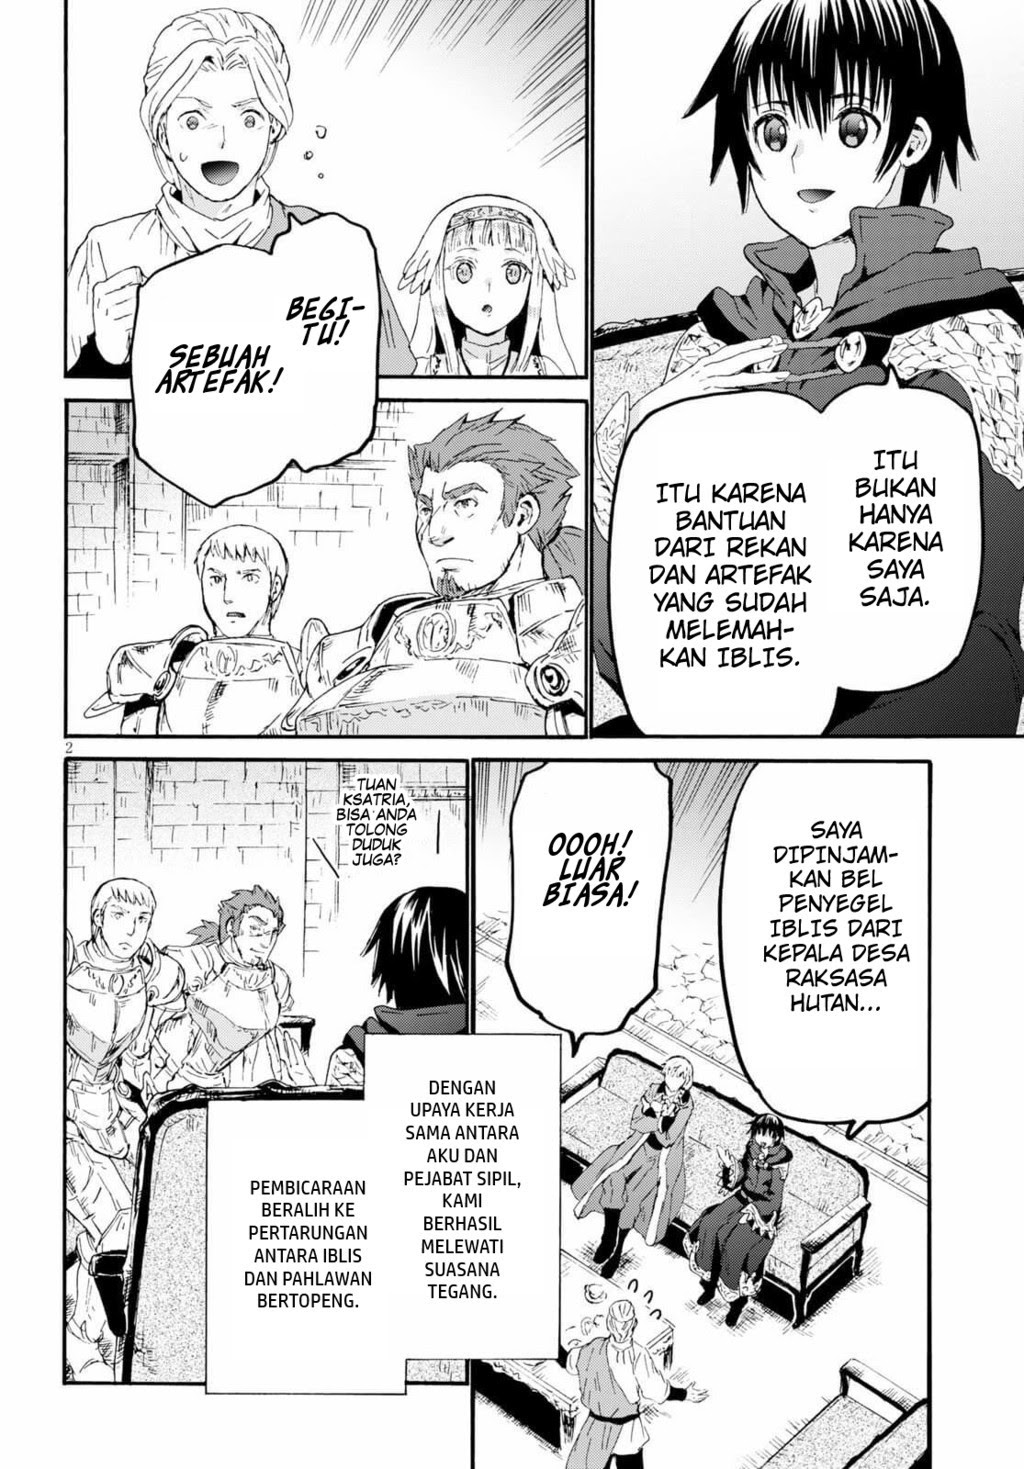 ITU
BUKAN
HANYA
KARENA
SAYA
SAJA.
ITU KARENA
BANTUAN
DARI REKAN
DAN ARTEFAK
YANG SUDAH
MELEMAH-
KAN IBLIS.
BEGI-
TU!
SEBUAH
ARTEFAK!
2
SAYA
DIPINJAM-
KAN BEL
PENYEGEL
IBLIS DARI
KEPALA DESA
RAKSASA
HUTAN...
OOOH!
LUAR
BIASA!
TUAN
KSATRIA,
BISA ANDA
TOLONG
DUDUK
JUGA?
DENGAN
UPAYA KERJA
SAMA ANTARA
AKU DAN
PEJABAT SIPIL,
KAMI
BERHASIL
MELEWATI
SUASANA
TEGANG.
PEMBICARAAN
BERALIH KE
PERTARUNGAN
ANTARA IBLIS
DAN PAHLAWAN
BERTOPENG.